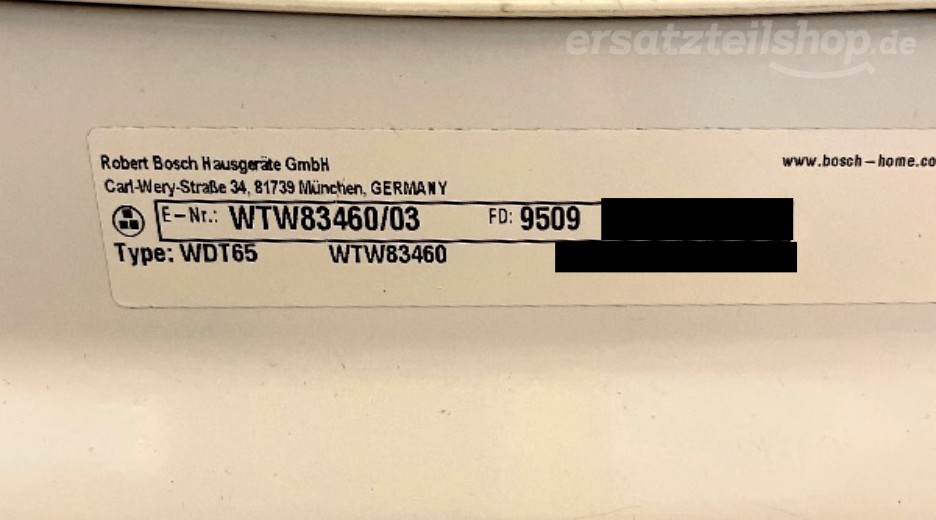 ersatzteilshop.de
Robert Bosch Hausgeräte GmbH
www.bosch-home.co
Carl-Wery-Straße 34, 81739 München, GERMANY
E-Nr.: WTW83460/03 FD: 9509
Type: WDT65 WTW83460